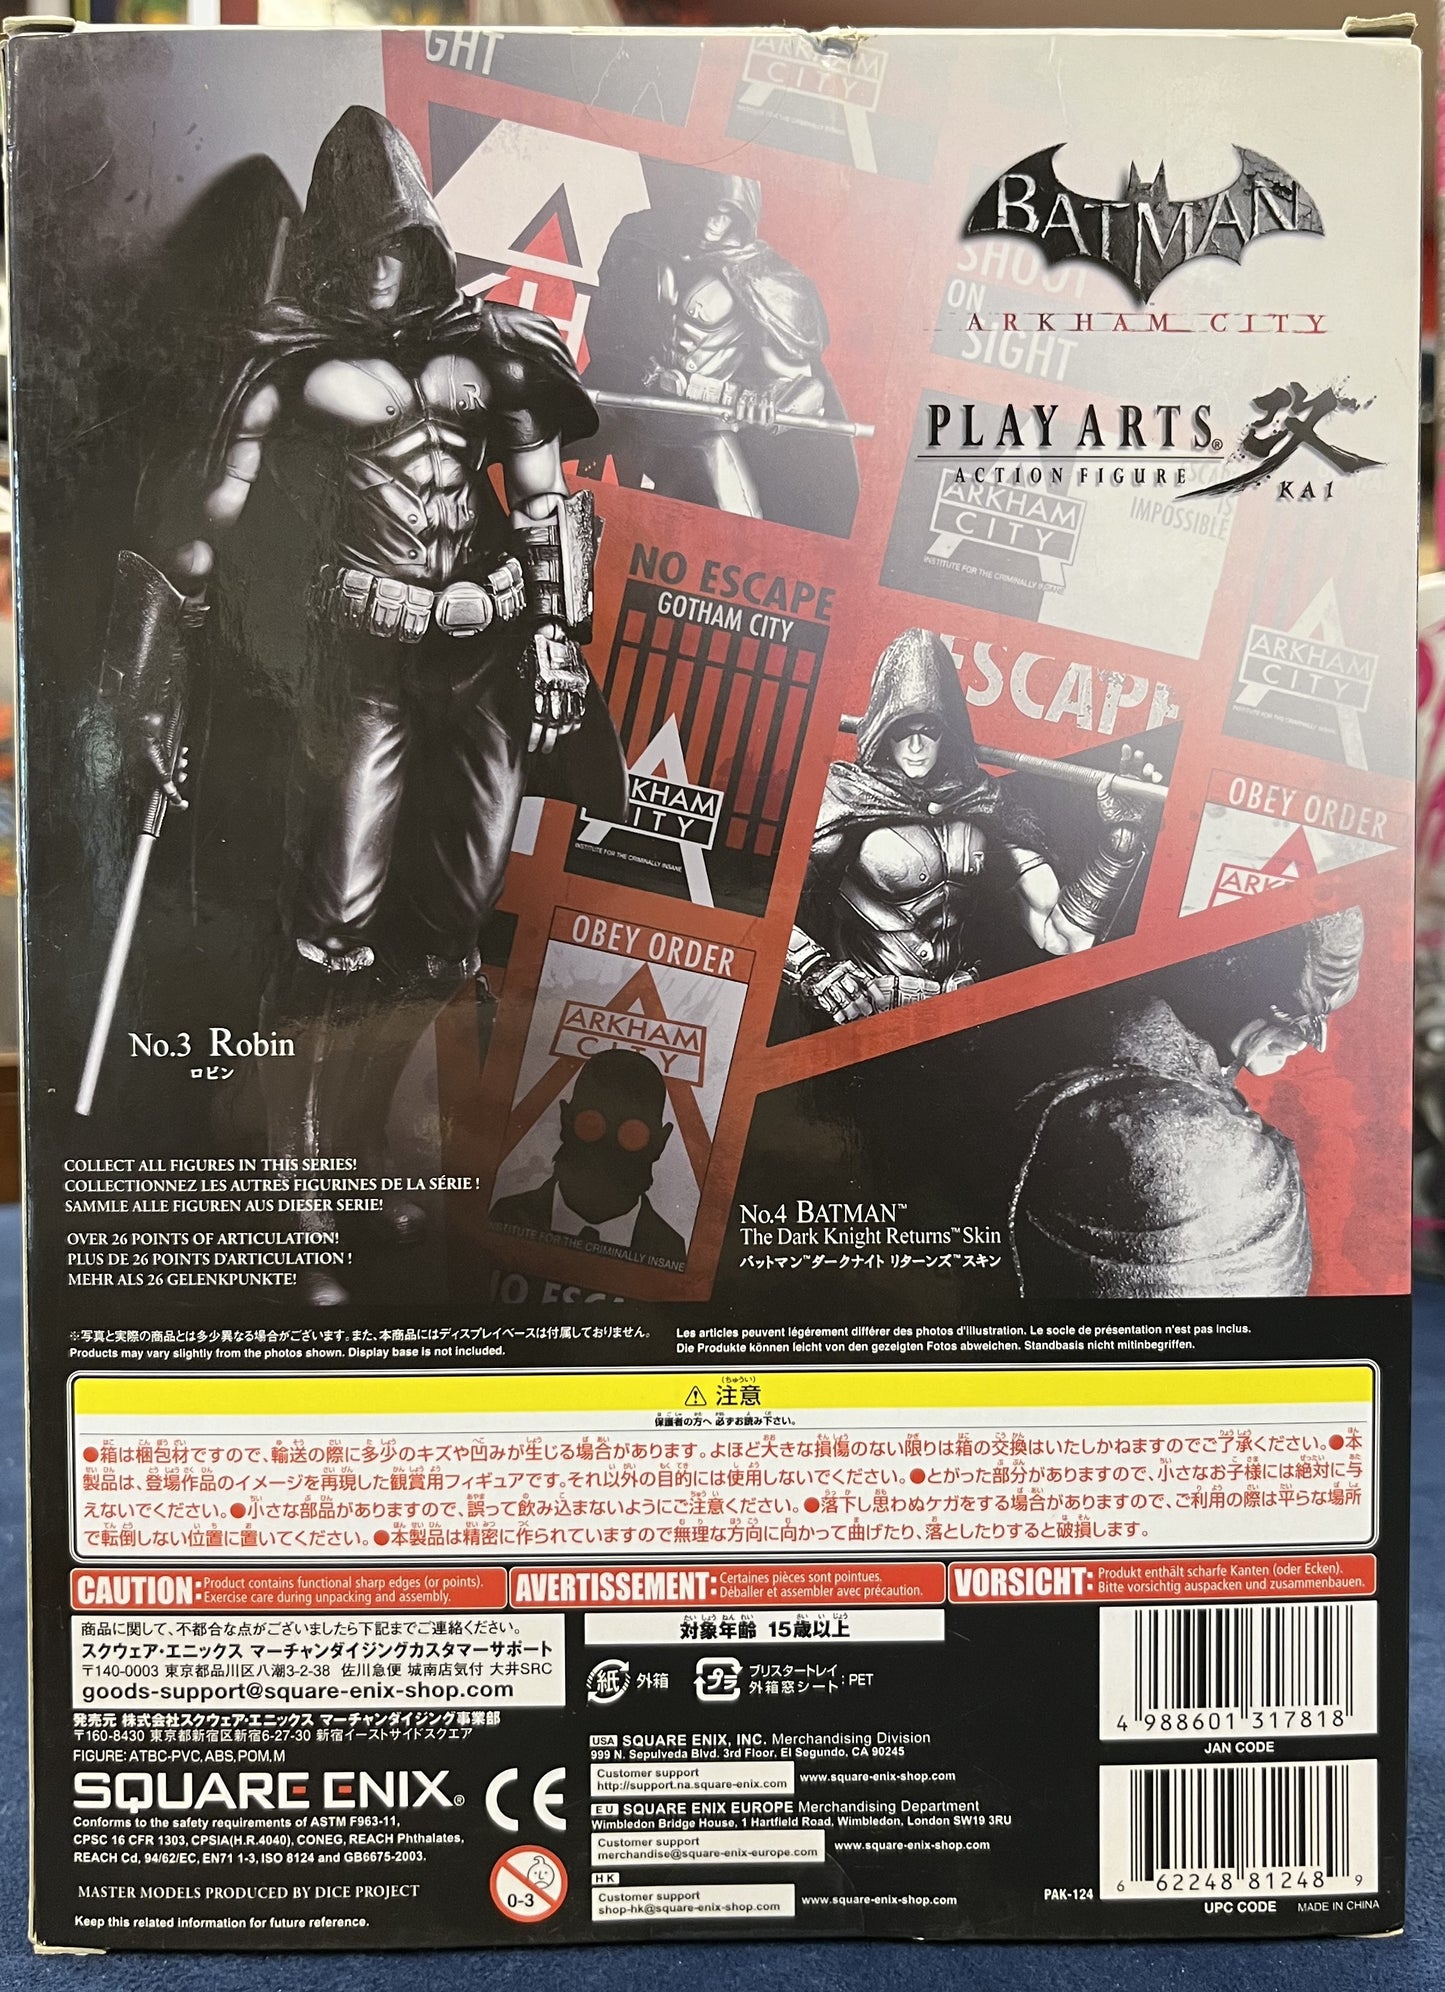 GHT
ARKHAM
CITY
BATMAN™
ARKHAM CITY
SHOOT
ON
SIGHT
PLAY ARTS® 改
ACTION FIGURE KAI
R
ARKHAM
CITY
INSTITUTE FOR THE CRIMINALLY INSANE
ESCAPE
IS
IMPOSSIBLE
NO ESCAPE
GOTHAM CITY
ESCAPE
ARKHAM
CITY
KHAM
ITY
INSTITUTE FOR THE CRIMINALLY INSANE
OBEY ORDER
OBEY ORDER
ARKHAM
CITY
No.3 Robin
ロビン
NSTITUTE FOR THE CRIMINALLY INSANE
COLLECT ALL FIGURES IN THIS SERIES!
COLLECTIONNEZ LES AUTRES FIGURINES DE LA SÉRIE !
SAMMLE ALLE FIGUREN AUS DIESER SERIE!
OVER 26 POINTS OF ARTICULATION!
PLUS DE 26 POINTS D'ARTICULATION !
MEHR ALS 26 GELENKPUNKTE!
No.4 BATMAN™
The Dark Knight Returns™ Skin
バットマン™ダークナイト リターンズ™スキン
※写真と実際の商品とは多少異なる場合がございます。また、本商品にはディスプレイベースは付属しておりません。
Products may vary slightly from the photos shown. Display base is not included.
Les articles peuvent légérement différer des photos d'illustration. Le socle de présentation n'est pas inclus.
Die Produkte können leicht von den gezeigten Fotos abweichen. Standbasis nicht mitinbegriffen.
(ちゅうい)
⚠ 注意
保護者の方へ 必ずお読み下さい。
●箱は梱包材ですので、輸送の際に多少のキズや凹みが生じる場合があります。よほど大きな損傷のない限りは箱の交換はいたしかねますのでご了承ください。●本
製品は、登場作品のイメージを再現した観賞用フィギュアです。それ以外の目的には使用しないでください。●とがった部分がありますので、小さなお子様には絶対に与
えないでください。●小さな部品がありますので、誤って飲み込まないようにご注意ください。●落下し思わぬケガをする場合がありますので、ご利用の際は平らな場所
で転倒しない位置に置いてください。●本製品は精密に作られていますので無理な方向に向かって曲げたり、落としたりすると破損します。
CAUTION: Product contains functional sharp edges (or points).
Exercise care during unpacking and assembly.
AVERTISSEMENT: Certaines pièces sont pointues.
Déballer et assembler avec précaution.
VORSICHT: Produkt enthält scharfe Kanten (oder Ecken).
Bitte vorsichtig auspacken und zusammenbauen.
商品に関して、不都合な点がございましたら下記までご連絡ください。
スクウェア・エニックス マーチャンダイジングカスタマーサポート
〒140-0003 東京都品川区八潮3-2-38 佐川急便 城南店気付 大井SRC
goods-support@square-enix-shop.com
発売元 株式会社スクウェア・エニックス マーチャンダイジング事業部
〒160-8430 東京都新宿区新宿6-27-30 新宿イーストサイドスクエア
FIGURE: ATBC-PVC, ABS, POM, M
SQUARE ENIX®
CE
Conforms to the safety requirements of ASTM F963-11,
CPSC 16 CFR 1303, CPSIA(H.R.4040), CONEG, REACH Phthalates,
REACH Cd, 94/62/EC, EN71 1-3, ISO 8124 and GB6675-2003.
0-3
MASTER MODELS PRODUCED BY DICE PROJECT
Keep this related information for future reference.
対象年齢 15歳以上
紙 外箱
プラ ブリスタートレイ
外箱窓シート : PET
USA SQUARE ENIX, INC. Merchandising Division
999 N. Sepulveda Blvd. 3rd Floor, El Segundo, CA 90245
Customer support
http://support.na.square-enix.com
www.square-enix-shop.com
EU SQUARE ENIX EUROPE Merchandising Department
Wimbledon Bridge House, 1 Hartfield Road, Wimbledon, London SW19 3RU
Customer support
merchandise@square-enix-europe.com
www.square-enix-shop.com
HK
Customer support
shop-hk@square-enix-shop.com
www.square-enix-shop.com
4 988601 317818
JAN CODE
6 62248 81248 9
PAK-124
UPC CODE MADE IN CHINA